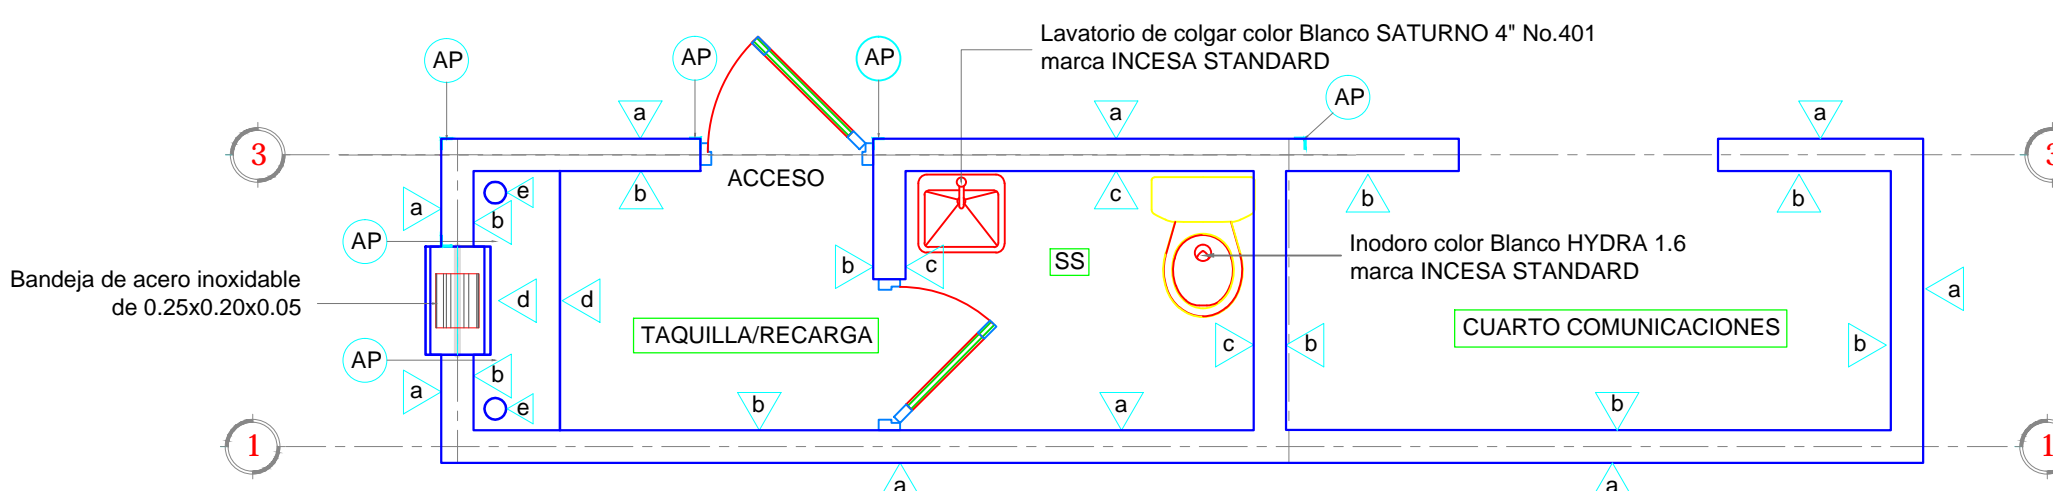 Lavatorio de colgar color Blanco SATURNO 4" No.401
marca INCESA STANDARD
AP
AP
AP
AP
a
a
a
3
3
ACCESO
e
b
c
b
b
a
b
AP
b
c
SS
Inodoro color Blanco HYDRA 1.6
marca INCESA STANDARD
Bandeja de acero inoxidable
de 0.25x0.20x0.05
d
d
a
TAQUILLA/RECARGA
CUARTO COMUNICACIONES
c
b
b
AP
b
a
e
b
a
b
1
1
a
a